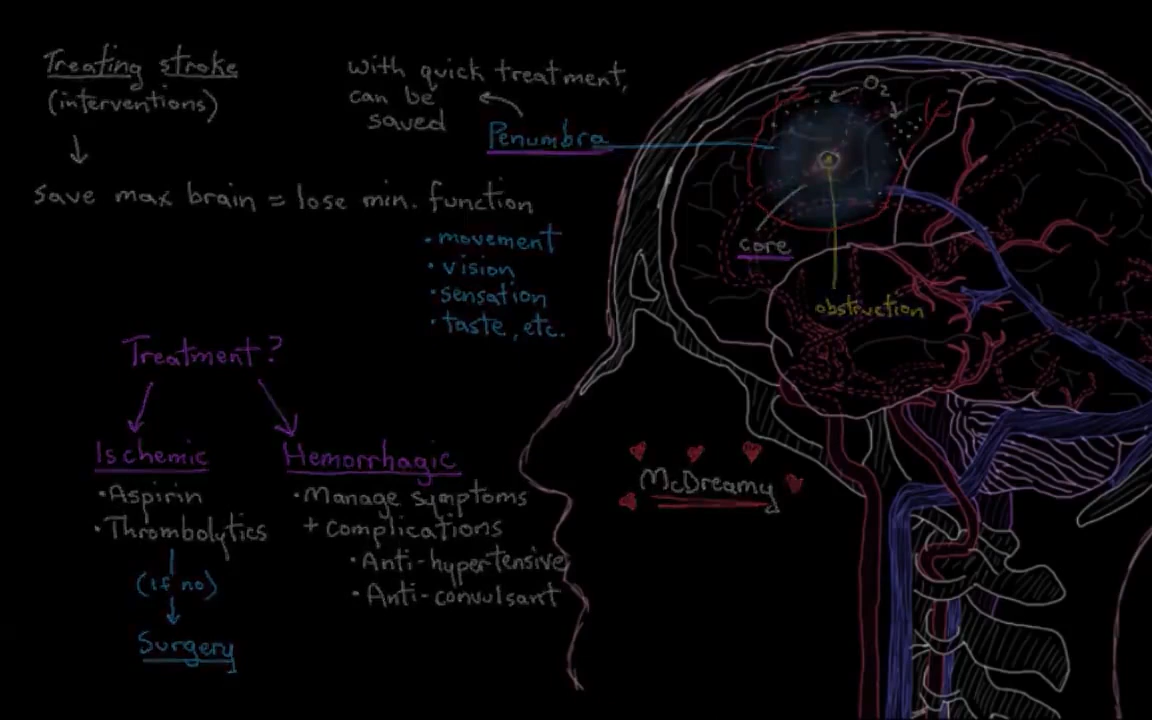 Treating stroke
(interventions)
save max brain = lose min. function
• movement
• vision
• sensation
• taste, etc.
with quick treatment,
can be
saved
Penumbra
O2
core
obstruction
Treatment?
Ischemic
• Aspirin
• Thrombolytics
(if no)
Surgery
Hemorrhagic
• Manage symptoms
+ complications
• Anti-hypertensive
• Anti-convulsant
McDreamy